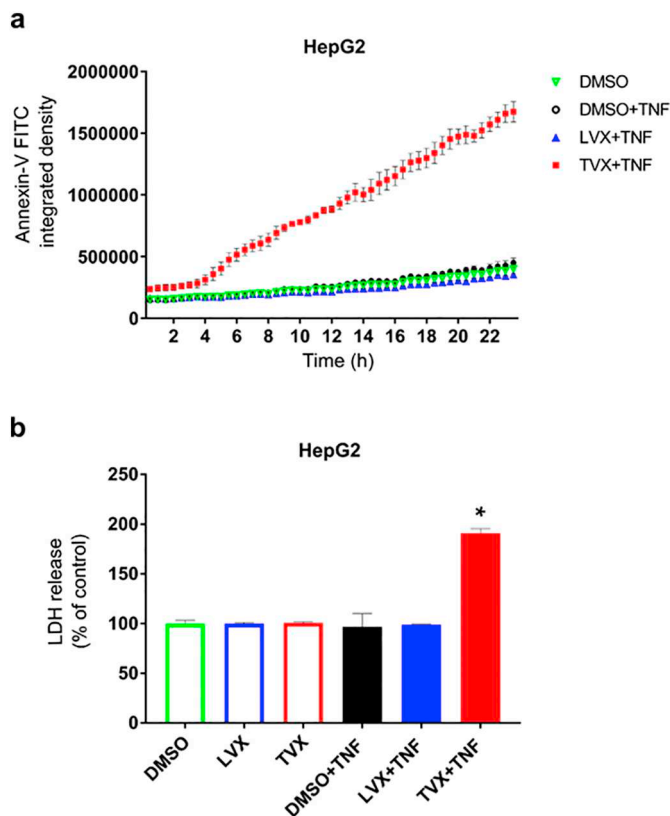 a
HepG2
2000000
1500000
1000000
500000
0
Annexin-V FITC
integrated density
2 4 6 8 10 12 14 16 18 20 22
Time (h)
DMSO
DMSO+TNF
LVX+TNF
TVX+TNF
b
HepG2
250
200
150
100
50
0
LDH release
(% of control)
*
DMSO
LVX
TVX
DMSO+TNF
LVX+TNF
TVX+TNF